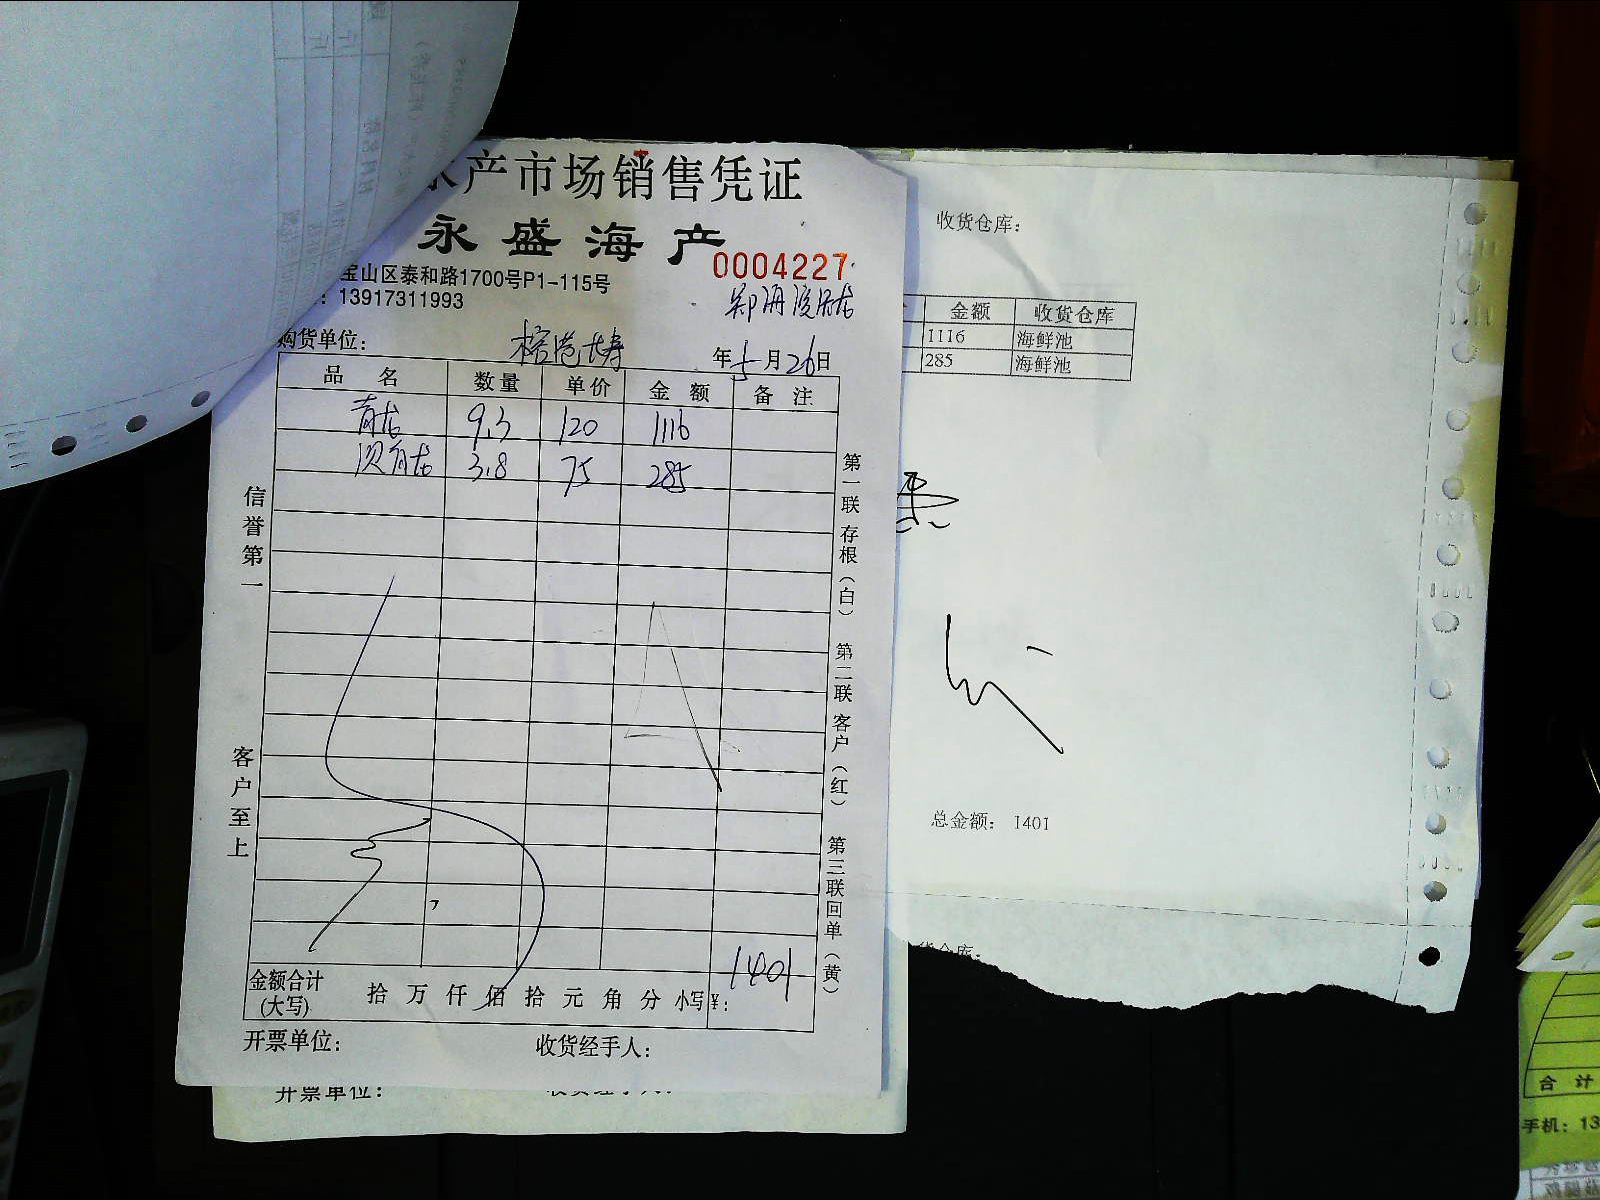 产市场销售凭证
永盛海产
0004227
宝山区泰和路1700号P1-115号
：13917311993
购货单位：
年5月26日
品名 数量 单价 金额 备注
青龙 9.3 120 1116
3.8 75 285
信誉第一
客户至上
第一联存根（白） 第二联客户（红） 第三联回单（黄）
1401
金额合计(大写) 拾万仟佰拾元角分 小写¥：
开票单位： 收货经手人：
开票单位：
收货仓库：
金额 收货仓库
1116 海鲜池
285 海鲜池
总金额： 1401
合计
手机：13